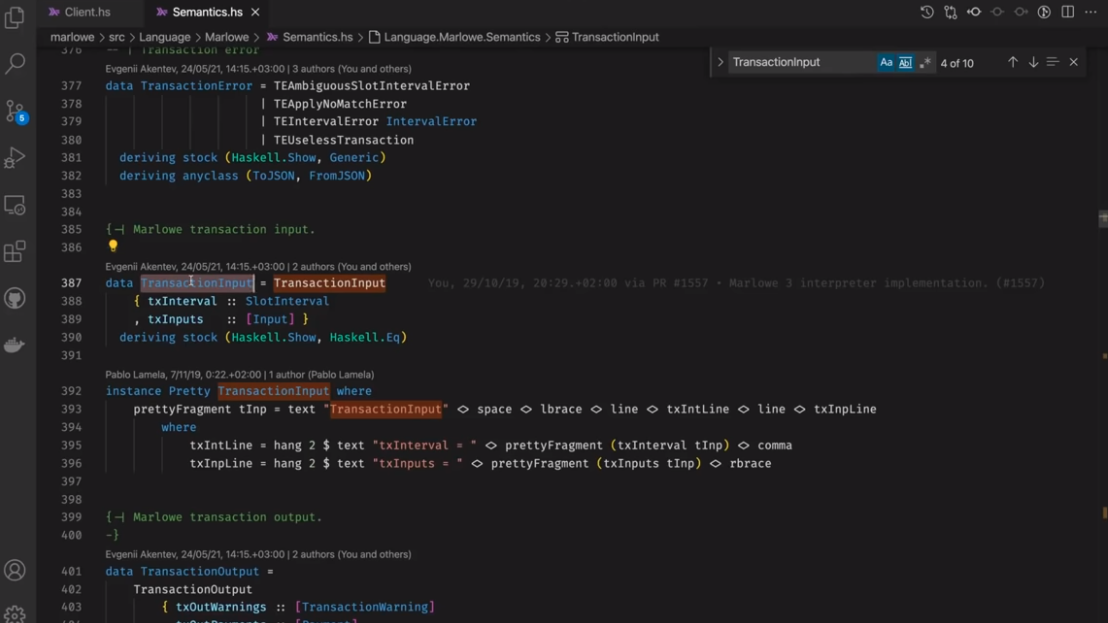 Client.hs
Semantics.hs
marlowe > src > Language > Marlowe > Semantics.hs > Language.Marlowe.Semantics > TransactionInput
TransactionInput
Aa
Ab
4 of 10
376 -- | Transaction error
Evgenii Akentev, 24/05/21, 14:15.+03:00 | 3 authors (You and others)
377 data TransactionError = TEAmbiguousSlotIntervalError
378 | TEApplyNoMatchError
379 | TEIntervalError IntervalError
380 | TEUselessTransaction
381 deriving stock (Haskell.Show, Generic)
382 deriving anyclass (ToJSON, FromJSON)
383
384
385 {-| Marlowe transaction input.
386
Evgenii Akentev, 24/05/21, 14:15.+03:00 | 2 authors (You and others)
387 data TransactionInput = TransactionInput You, 29/10/19, 20:29.+02:00 via PR #1557 • Marlowe 3 interpreter implementation. (#1557)
388 { txInterval :: SlotInterval
389 , txInputs :: [Input] }
390 deriving stock (Haskell.Show, Haskell.Eq)
391
Pablo Lamela, 7/11/19, 0:22.+02:00 | 1 author (Pablo Lamela)
392 instance Pretty TransactionInput where
393 prettyFragment tInp = text "TransactionInput" <> space <> lbrace <> line <> txIntLine <> line <> txInpLine
394 where
395 txIntLine = hang 2 $ text "txInterval = " <> prettyFragment (txInterval tInp) <> comma
396 txInpLine = hang 2 $ text "txInputs = " <> prettyFragment (txInputs tInp) <> rbrace
397
398
399 {-| Marlowe transaction output.
400 -}
Evgenii Akentev, 24/05/21, 14:15.+03:00 | 2 authors (You and others)
401 data TransactionOutput =
402 TransactionOutput
403 { txOutWarnings :: [TransactionWarning]
404 , txOutPayments :: [Payment]
5